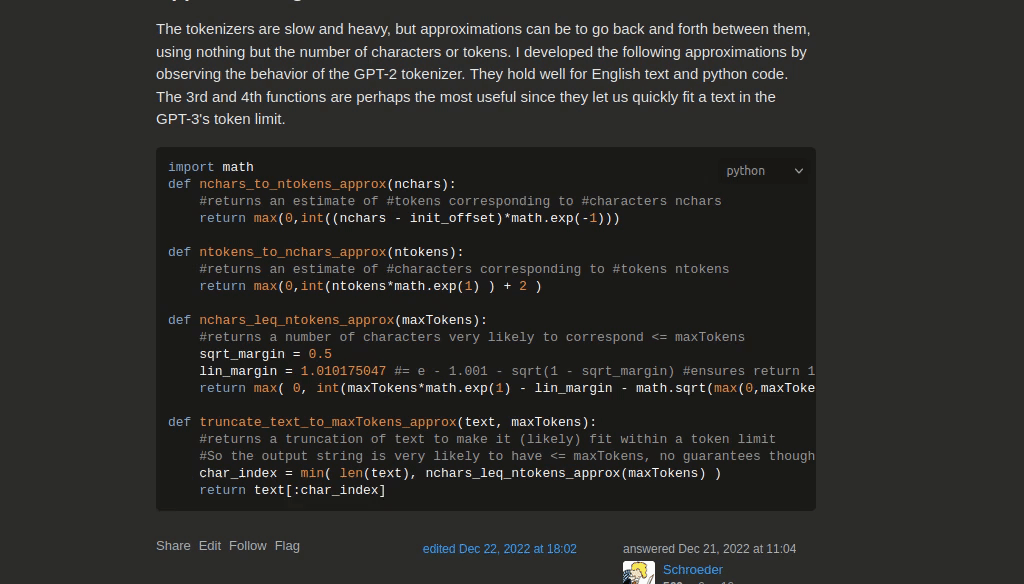 The tokenizers are slow and heavy, but approximations can be to go back and forth between them,
using nothing but the number of characters or tokens. I developed the following approximations by
observing the behavior of the GPT-2 tokenizer. They hold well for English text and python code.
The 3rd and 4th functions are perhaps the most useful since they let us quickly fit a text in the
GPT-3's token limit.
python
import math
def nchars_to_ntokens_approx(nchars):
    #returns an estimate of #tokens corresponding to #characters nchars
    return max(0,int((nchars - init_offset)*math.exp(-1)))
def ntokens_to_nchars_approx(ntokens):
    #returns an estimate of #characters corresponding to #tokens ntokens
    return max(0,int(ntokens*math.exp(1) ) + 2 )
def nchars_leq_ntokens_approx(maxTokens):
    #returns a number of characters very likely to correspond <= maxTokens
    sqrt_margin = 0.5
    lin_margin = 1.010175047 #= e - 1.001 - sqrt(1 - sqrt_margin) #ensures return 1
    return max( 0, int(maxTokens*math.exp(1) - lin_margin - math.sqrt(max(0,maxToke
def truncate_text_to_maxTokens_approx(text, maxTokens):
    #returns a truncation of text to make it (likely) fit within a token limit
    #So the output string is very likely to have <= maxTokens, no guarantees though
    char_index = min( len(text), nchars_leq_ntokens_approx(maxTokens) )
    return text[:char_index]
Share Edit Follow Flag
edited Dec 22, 2022 at 18:02
answered Dec 21, 2022 at 11:04
Schroeder